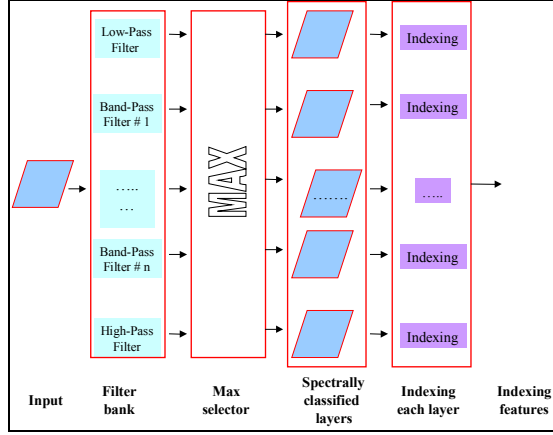 Low-Pass
Filter
Indexing
Band-Pass
Filter # 1
Indexing
MAX
…..
…
…….
…..
Band-Pass
Filter # n
Indexing
High-Pass
Filter
Indexing
Input
Filter
bank
Max
selector
Spectrally
classified
layers
Indexing
each layer
Indexing
features